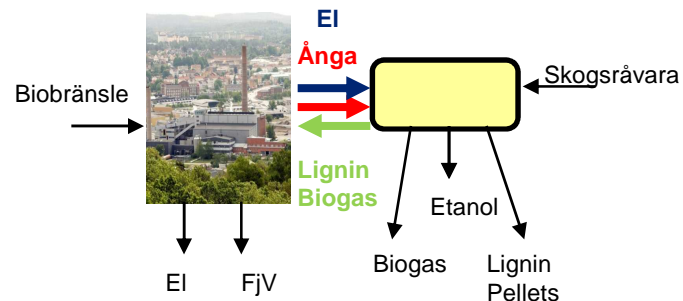 El
Ånga
Biobränsle
Skogsråvara
Lignin
Biogas
Etanol
Biogas
Lignin
Pellets
El
FjV